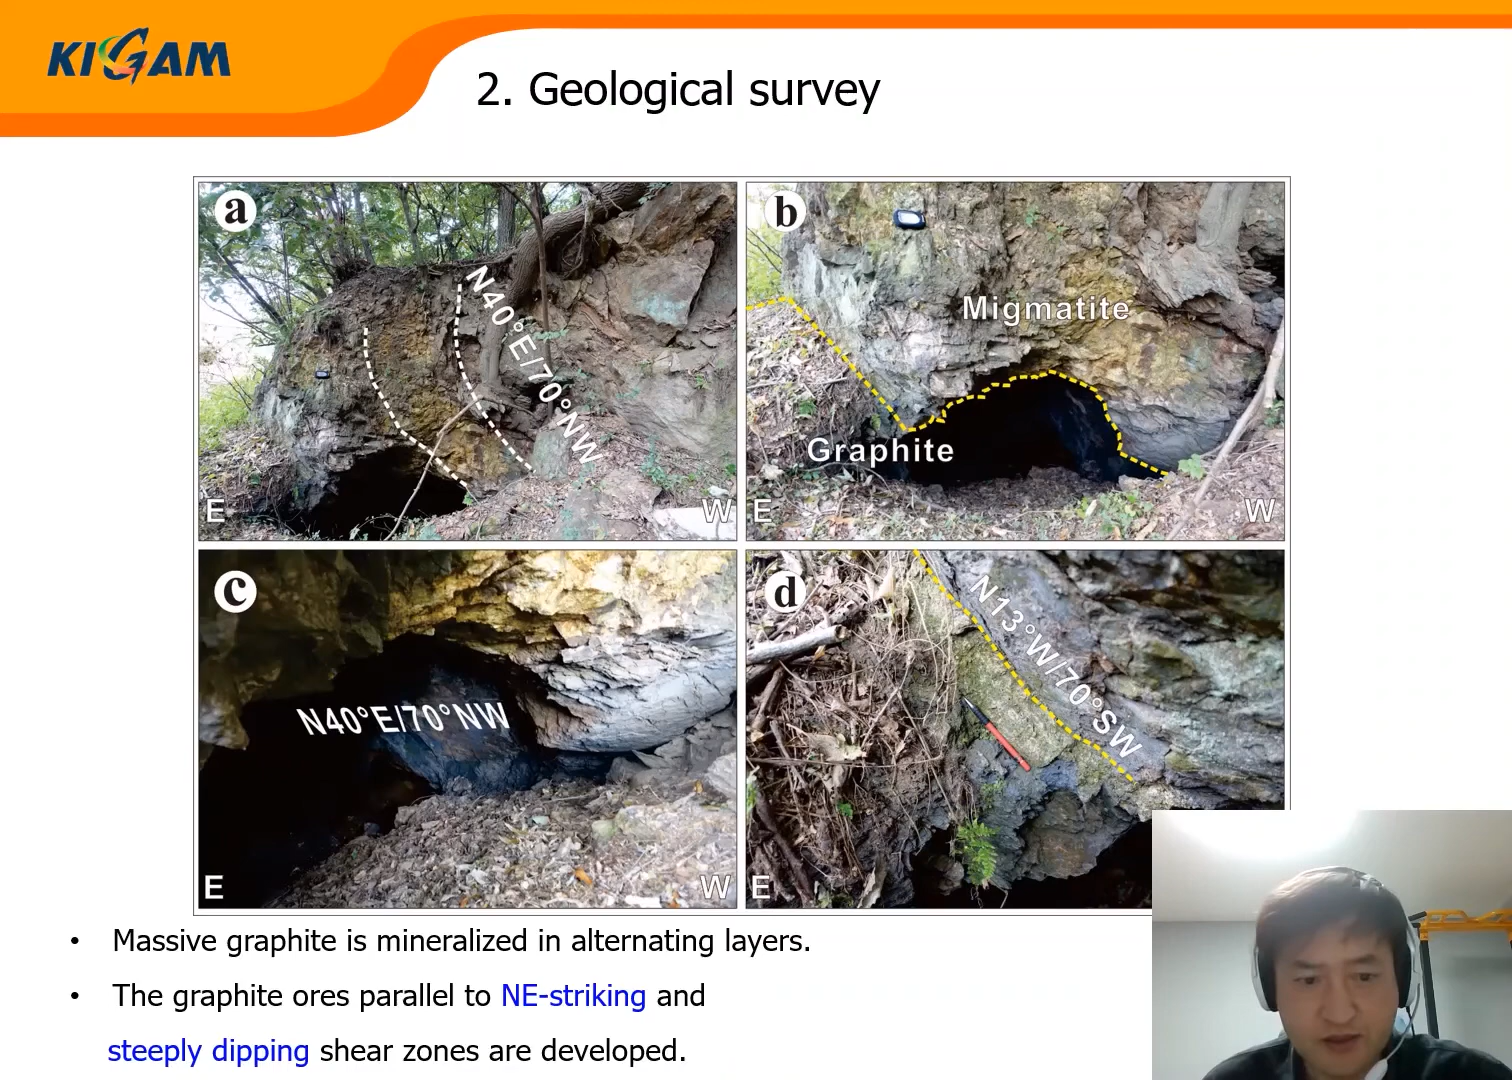 KIGAM
2. Geological survey
a
N40°E/70°NW
E
W
b
Migmatite
Graphite
E
W
c
N40°E/70°NW
E
W
d
N13°W/70°SW
E
• Massive graphite is mineralized in alternating layers.
• The graphite ores parallel to NE-striking and
steeply dipping shear zones are developed.